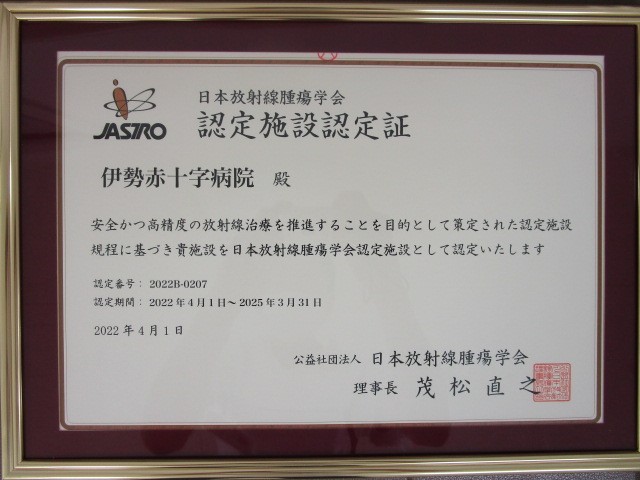 JASTRO
日本放射線腫瘍学会
認定施設認定証
伊勢赤十字病院 殿
安全かつ高精度の放射線治療を推進することを目的として策定された認定施設
規程に基づき貴施設を日本放射線腫瘍学会認定施設として認定いたします
認定番号：2022B-0207
認定期間：2022年4月1日～2025年3月31日
2022年4月1日
公益社団法人 日本放射線腫瘍学会
理事長 茂松直之